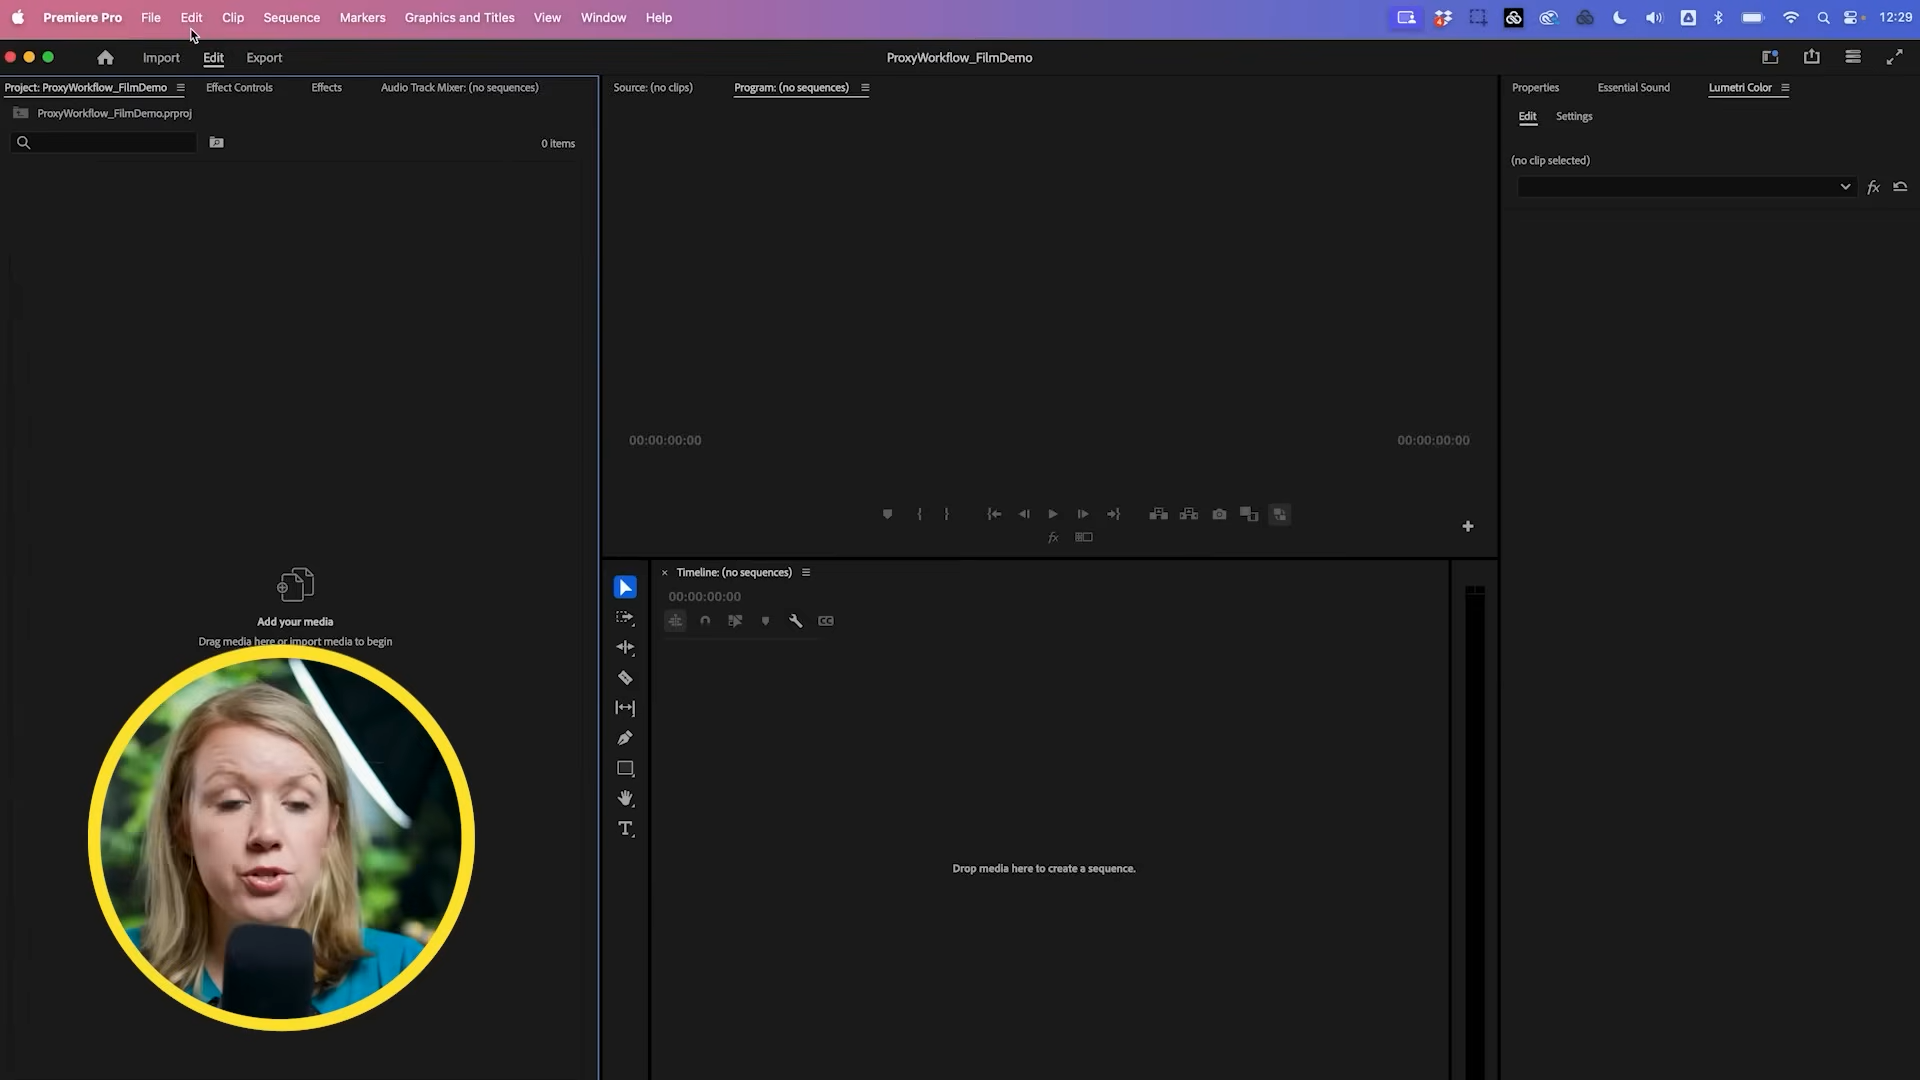 Premiere Pro File Edit Clip Sequence Markers Graphics and Titles View Window Help 12:29
Import Edit Export ProxyWorkflow_FilmDemo
Project: ProxyWorkflow_FilmDemo Effect Controls Effects Audio Track Mixer: (no sequences)
ProxyWorkflow_FilmDemo.prproj
0 items
Add your media
Drag media here or import media to begin
Source: (no clips) Program: (no sequences)
00:00:00:00 00:00:00:00
fx
× Timeline: (no sequences)
00:00:00:00
CC
T
Drop media here to create a sequence.
Properties Essential Sound Lumetri Color
Edit Settings
(no clip selected)
fx